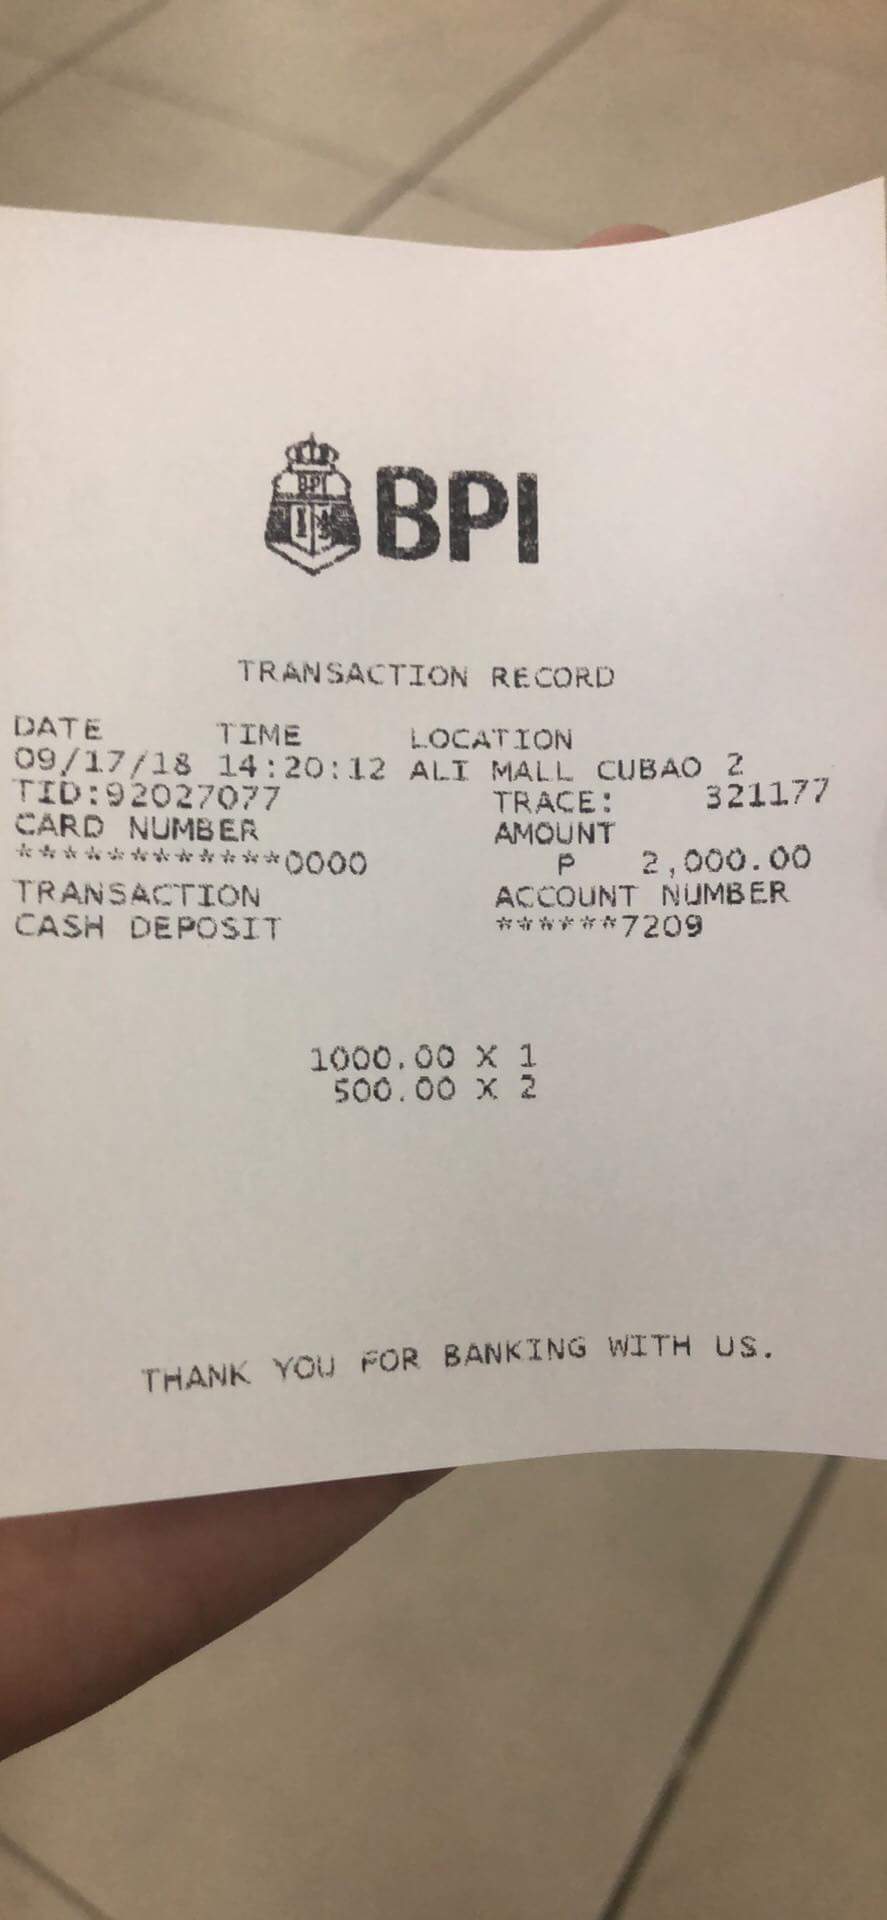 BPI
BPI
TRANSACTION RECORD
DATE TIME LOCATION
09/17/18 14:20:12 ALI MALL CUBAO 2
TID:92027077 TRACE: 321177
CARD NUMBER AMOUNT
************0000 P 2,000.00
TRANSACTION ACCOUNT NUMBER
CASH DEPOSIT ******7209
1000.00 X 1
500.00 X 2
THANK YOU FOR BANKING WITH US.